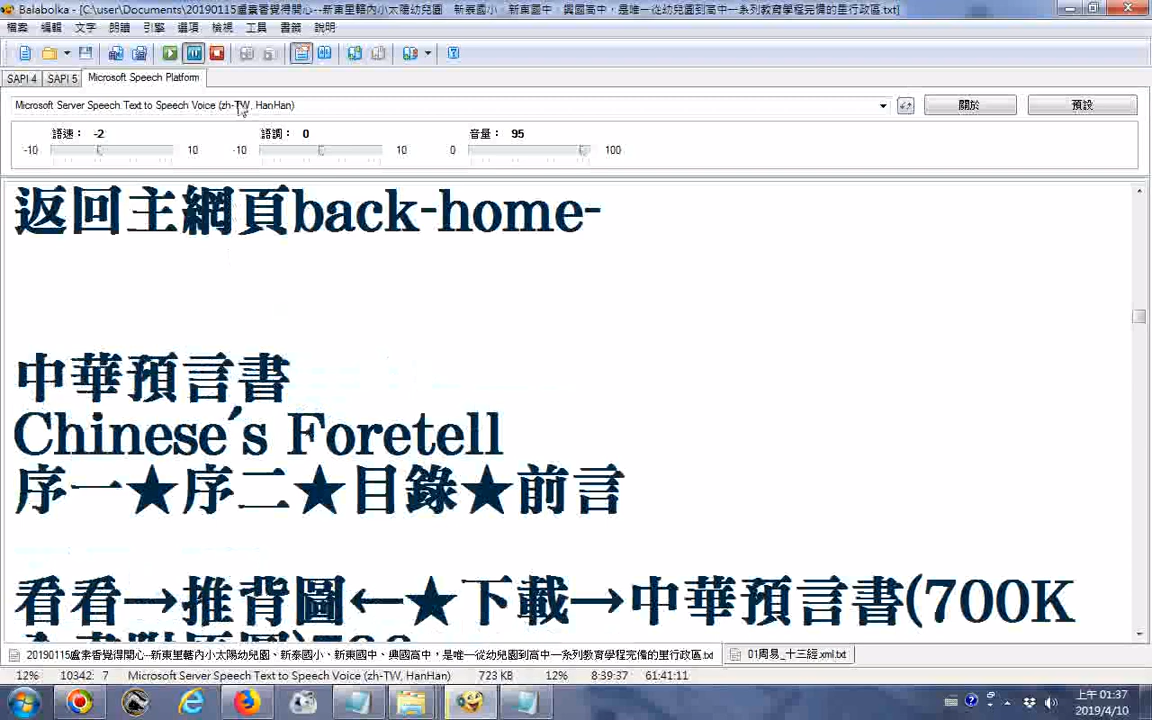 Balabolka - [C:\user\Documents\20190115盧素香覺得開心--新東里轄內小太陽幼兒園、新泰國小、新東國中、興國高中，是唯一從幼兒園到高中一系列教育學程完備的里行政區.txt]
檔案 編輯 文字 朗讀 引擎 選項 檢視 工具 書籤 說明
SAPI 4 SAPI 5 Microsoft Speech Platform
Microsoft Server Speech Text to Speech Voice (zh-TW, HanHan) 關於 預設
語速： -2 語調： 0 音量： 95
-10 10 -10 10 0 100
返回主網頁back-home-
中華預言書
Chinese's Foretell
序一★序二★目錄★前言
看看→推背圖←★下載→中華預言書(700K
20190115盧素香覺得開心--新東里轄內小太陽幼兒園、新泰國小、新東國中、興國高中，是唯一從幼兒園到高中一系列教育學程完備的里行政區.txt 01周易_十三經.xml.txt
12% 10342: 7 Microsoft Server Speech Text to Speech Voice (zh-TW, HanHan) 723 KB 12% 8:39:37 61:41:11
上午 01:37
2019/4/10